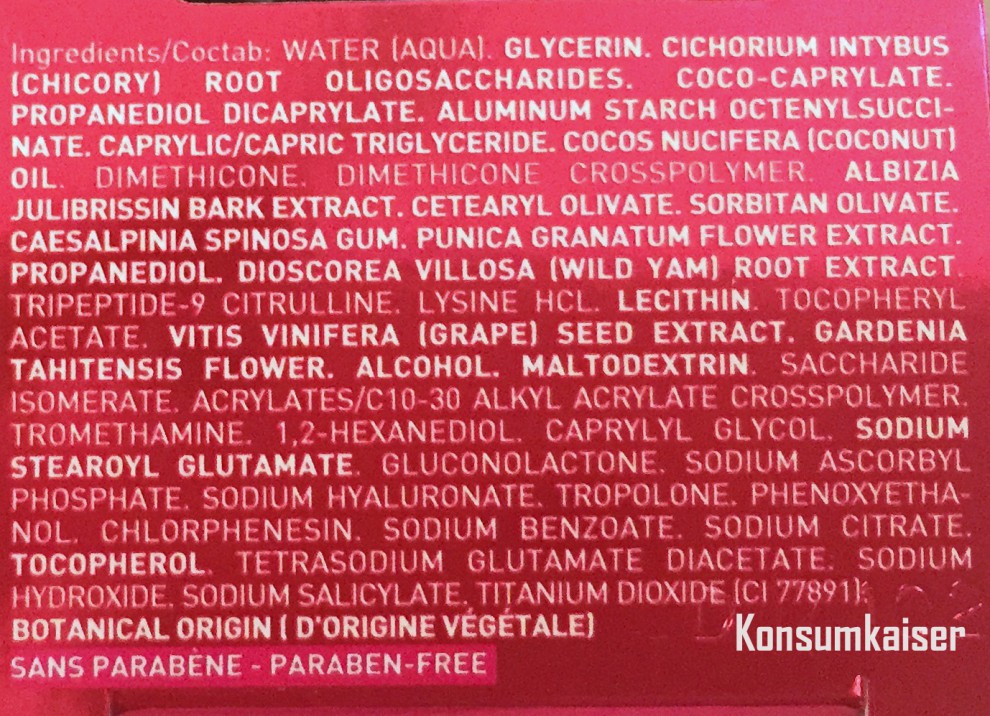 Ingredients/Coctab: WATER (AQUA). GLYCERIN. CICHORIUM INTYBUS
(CHICORY) ROOT OLIGOSACCHARIDES. COCO-CAPRYLATE.
PROPANEDIOL DICAPRYLATE. ALUMINUM STARCH OCTENYLSUCCI-
NATE. CAPRYLIC/CAPRIC TRIGLYCERIDE. COCOS NUCIFERA (COCONUT)
OIL. DIMETHICONE. DIMETHICONE CROSSPOLYMER. ALBIZIA
JULIBRISSIN BARK EXTRACT. CETEARYL OLIVATE. SORBITAN OLIVATE.
CAESALPINIA SPINOSA GUM. PUNICA GRANATUM FLOWER EXTRACT.
PROPANEDIOL. DIOSCOREA VILLOSA (WILD YAM) ROOT EXTRACT.
TRIPEPTIDE-9 CITRULLINE. LYSINE HCL. LECITHIN. TOCOPHERYL
ACETATE. VITIS VINIFERA (GRAPE) SEED EXTRACT. GARDENIA
TAHITENSIS FLOWER. ALCOHOL. MALTODEXTRIN. SACCHARIDE
ISOMERATE. ACRYLATES/C10-30 ALKYL ACRYLATE CROSSPOLYMER.
TROMETHAMINE. 1,2-HEXANEDIOL. CAPRYLYL GLYCOL. SODIUM
STEAROYL GLUTAMATE. GLUCONOLACTONE. SODIUM ASCORBYL
PHOSPHATE. SODIUM HYALURONATE. TROPOLONE. PHENOXYETHA-
NOL. CHLORPHENESIN. SODIUM BENZOATE. SODIUM CITRATE.
TOCOPHEROL. TETRASODIUM GLUTAMATE DIACETATE. SODIUM
HYDROXIDE. SODIUM SALICYLATE. TITANIUM DIOXIDE (CI 77891).
BOTANICAL ORIGIN ( D'ORIGINE VÉGÉTALE)
Konsumkaiser
SANS PARABÈNE - PARABEN-FREE